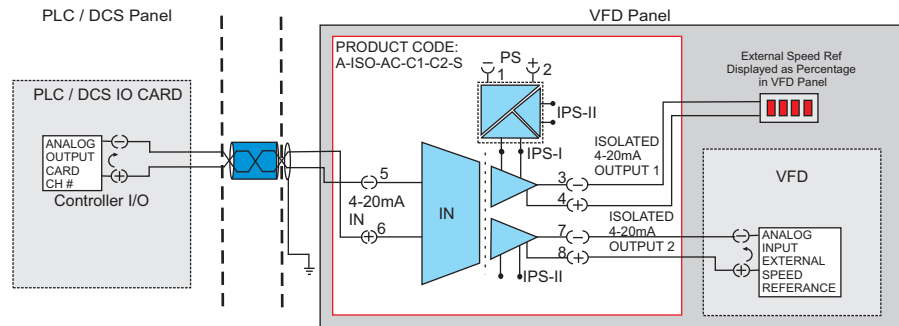 PLC / DCS Panel
VFD Panel
PRODUCT CODE:
A-ISO-AC-C1-C2-S
PS
1
2
IPS-II
IPS-I
External Speed Ref
Displayed as Percentage
in VFD Panel
PLC / DCS IO CARD
ANALOG
OUTPUT
CARD
CH #
Controller I/O
5
4-20mA
IN
6
IN
ISOLATED
4-20mA
OUTPUT 1
3
4
ISOLATED
4-20mA
OUTPUT 2
7
8
IPS-II
VFD
ANALOG
INPUT
EXTERNAL
SPEED
REFERANCE